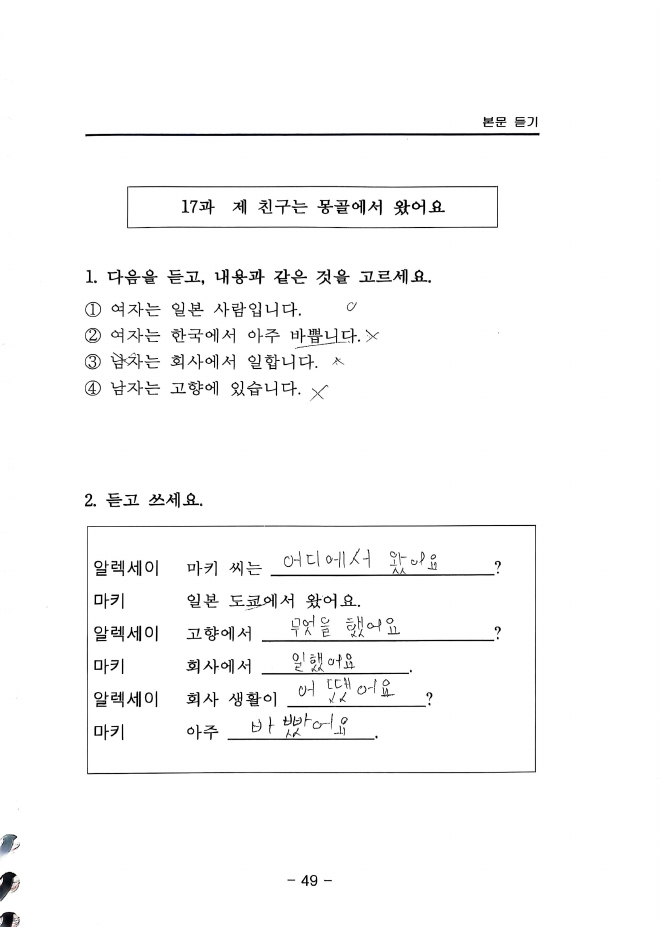 본문 듣기
17과 제 친구는 몽골에서 왔어요
1. 다음을 듣고, 내용과 같은 것을 고르세요.
① 여자는 일본 사람입니다. ○
② 여자는 한국에서 아주 바쁩니다. ×
③ 남자는 회사에서 일합니다. ×
④ 남자는 고향에 있습니다. ×
2. 듣고 쓰세요.
알렉세이 마키 씨는 어디에서 왔어요?
마키 일본 도쿄에서 왔어요.
알렉세이 고향에서 무엇을 했어요?
마키 회사에서 일했어요.
알렉세이 회사 생활이 어땠어요?
마키 아주 바빴어요.
- 49 -